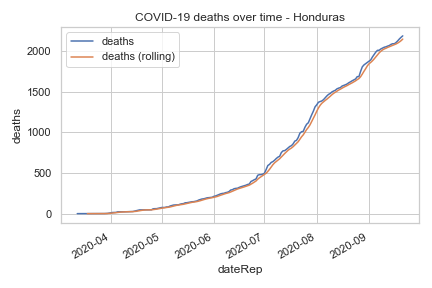 COVID-19 deaths over time - Honduras
deaths
deaths (rolling)
2000
1500
1000
500
0
deaths
2020-04
2020-05
2020-06
2020-07
2020-08
2020-09
dateRep